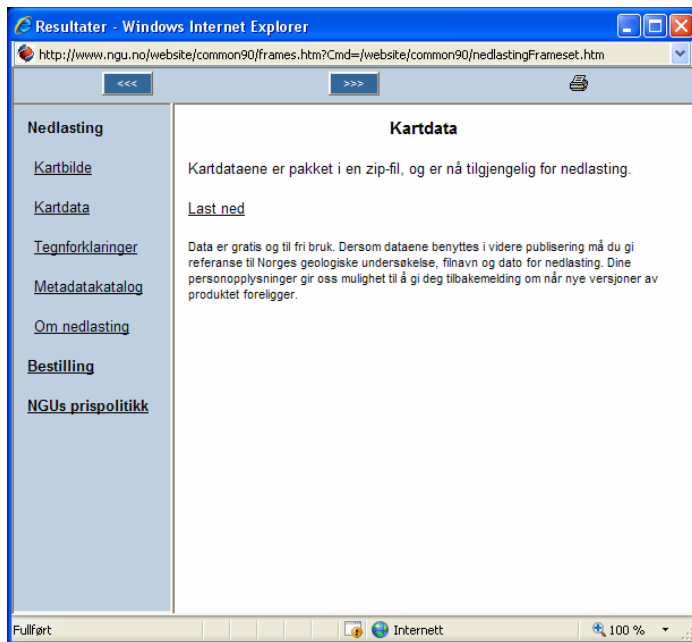 Resultater - Windows Internet Explorer
http://www.ngu.no/website/common90/frames.htm?Cmd=/website/common90/nedlastingFrameset.htm
<<< >>>
Nedlasting
Kartbilde
Kartdata
Tegnforklaringer
Metadatakatalog
Om nedlasting
Bestilling
NGUs prispolitikk
Kartdata
Kartdataene er pakket i en zip-fil, og er nå tilgjengelig for nedlasting.
Last ned
Data er gratis og til fri bruk. Dersom dataene benyttes i videre publisering må du gi
referanse til Norges geologiske undersøkelse, filnavn og dato for nedlasting. Dine
personopplysninger gir oss mulighet til å gi deg tilbakemelding om når nye versjoner av
produktet foreligger.
Fullført Internett 100 %